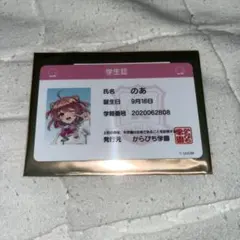 学生証
氏名 のあ
誕生日 9月16日
学籍番号 2020062808
発行元 からぴち学園